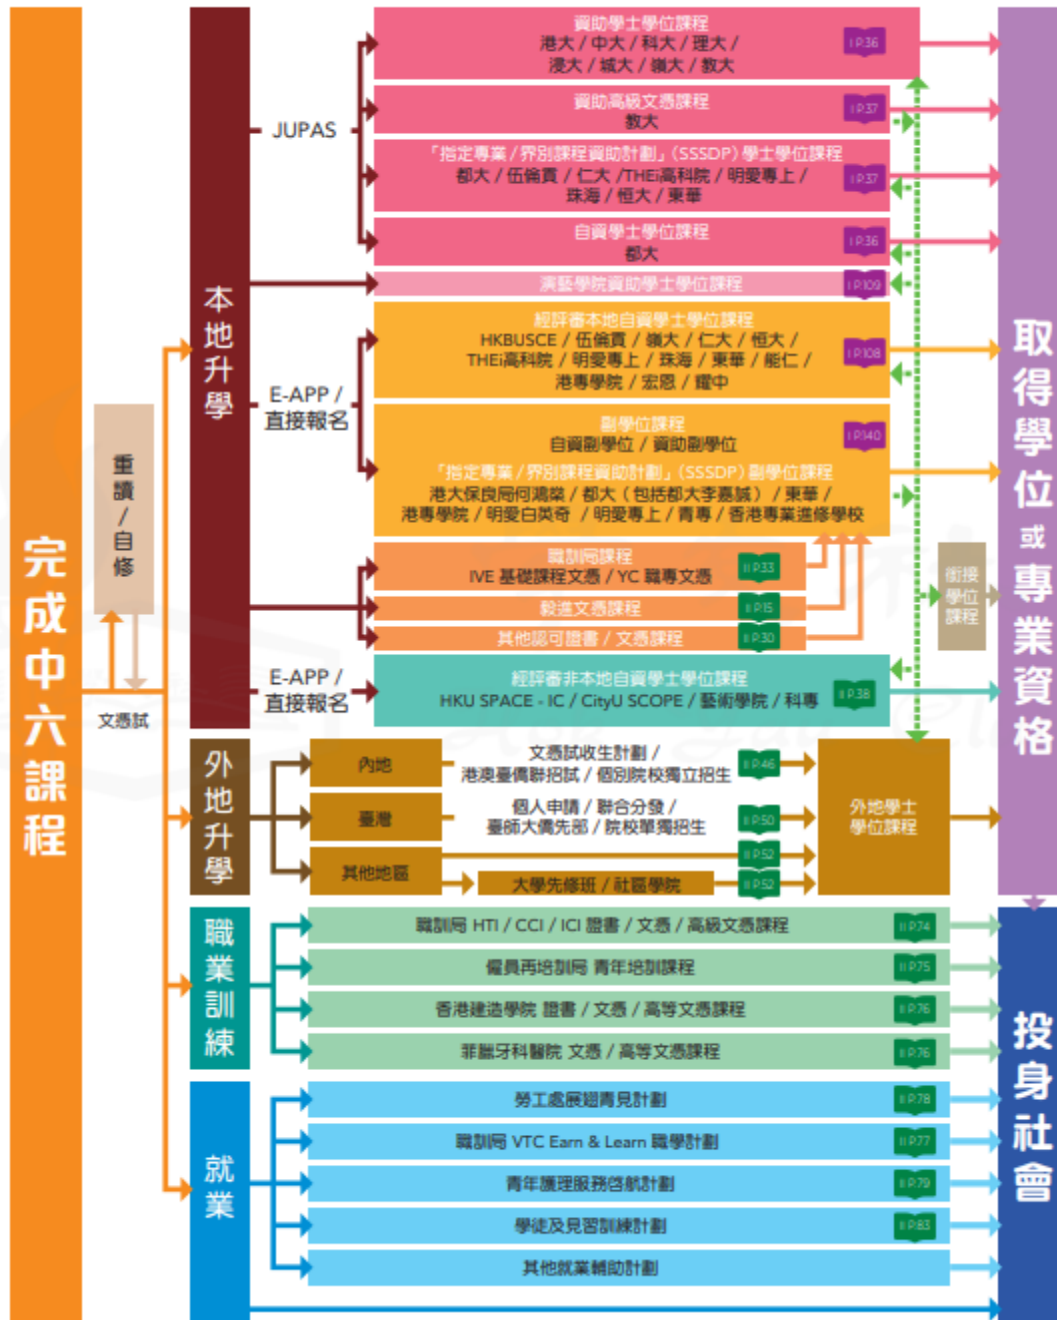 完成中六課程
重讀/自修
文憑試
本地升學
JUPAS
資助學士學位課程
港大 / 中大 / 科大 / 理大 /
浸大 / 城大 / 嶺大 / 教大
I P.36
資助高級文憑課程
教大
I P.37
「指定專業/界別課程資助計劃」(SSSDP) 學士學位課程
都大 / 伍倫貢 / 仁大 /THEi高科院 / 明愛專上 /
珠海 / 恒大 / 東華
I P.37
自資學士學位課程
都大
I P.36
演藝學院資助學士學位課程
I P.109
E-APP /
直接報名
經評審本地自資學士學位課程
HKBUSCE / 伍倫貢 / 嶺大 / 仁大 / 恒大 /
THEi高科院 / 明愛專上 / 珠海 / 東華 / 能仁 /
港專學院 / 宏恩 / 耀中
I P.108
副學位課程
自資副學位 / 資助副學位
I P.140
「指定專業/界別課程資助計劃」(SSSDP) 副學位課程
港大保良局何鴻燊 / 都大（包括都大李嘉誠）/ 東華 /
港專學院 / 明愛白英奇 / 明愛專上 / 青專 / 香港專業進修學校
職訓局課程
IVE 基礎課程文憑 / YC 職專文憑
II P.33
毅進文憑課程
II P.15
其他認可證書 / 文憑課程
II P.30
銜接
學位
課程
E-APP /
直接報名
經評審非本地自資學士學位課程
HKU SPACE - IC / CityU SCOPE / 藝術學院 / 科專
II P.38
外地升學
內地
文憑試收生計劃 /
港澳臺僑聯招試 / 個別院校獨立招生
II P.46
臺灣
個人申請 / 聯合分發 /
臺師大僑先部 / 院校單獨招生
II P.50
其他地區
II P.52
大學先修班 / 社區學院
II P.52
外地學士
學位課程
取得學位或專業資格
職業訓練
職訓局 HTI / CCI / ICI 證書 / 文憑 / 高級文憑課程
II P.74
僱員再培訓局 青年培訓課程
II P.75
香港建造學院 證書 / 文憑 / 高等文憑課程
II P.76
菲臘牙科醫院 文憑 / 高等文憑課程
II P.76
就業
勞工處展翅青見計劃
II P.78
職訓局 VTC Earn & Learn 職學計劃
II P.77
青年護理服務啓航計劃
II P.79
學徒及見習訓練計劃
II P.83
其他就業輔助計劃
投身社會